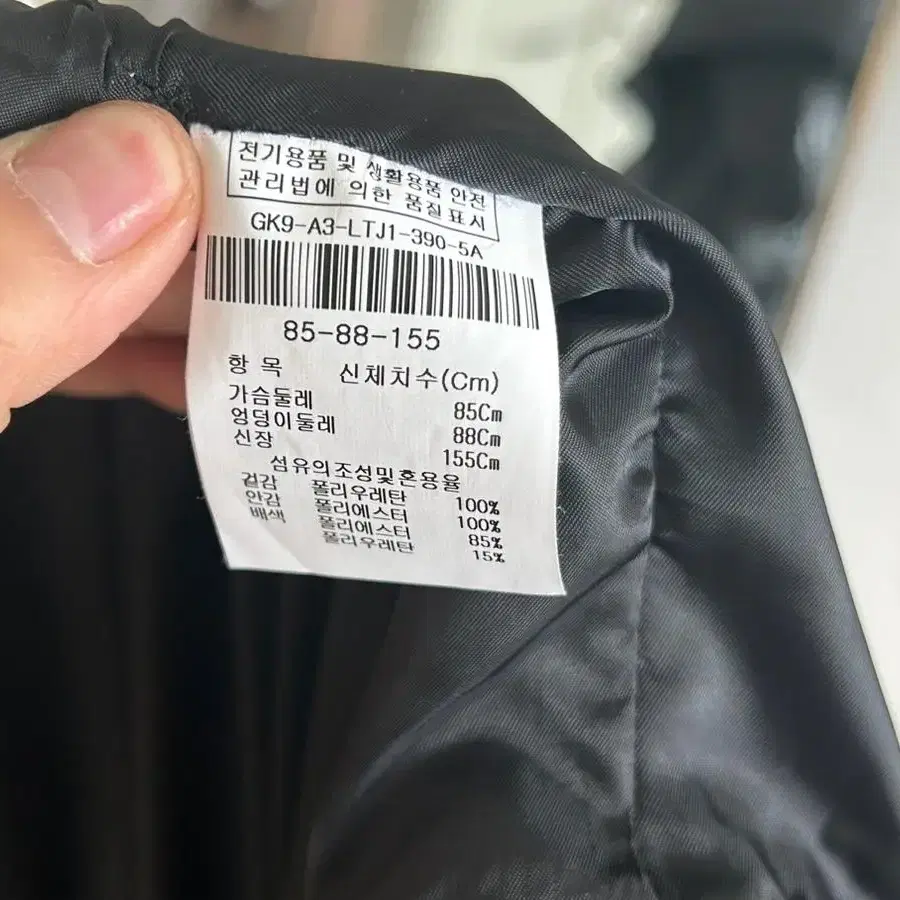 전기용품 및 생활용품 안전
관리법에 의한 품질표시
GK9-A3-LTJ1-390-5A
85-88-155
항 목 신체치수(Cm)
가슴둘레 85Cm
엉덩이둘레 88Cm
신장 155Cm
섬유의조성및혼용율
겉감 폴리우레탄 100%
안감 폴리에스터 100%
배색 폴리에스터 85%
폴리우레탄 15%